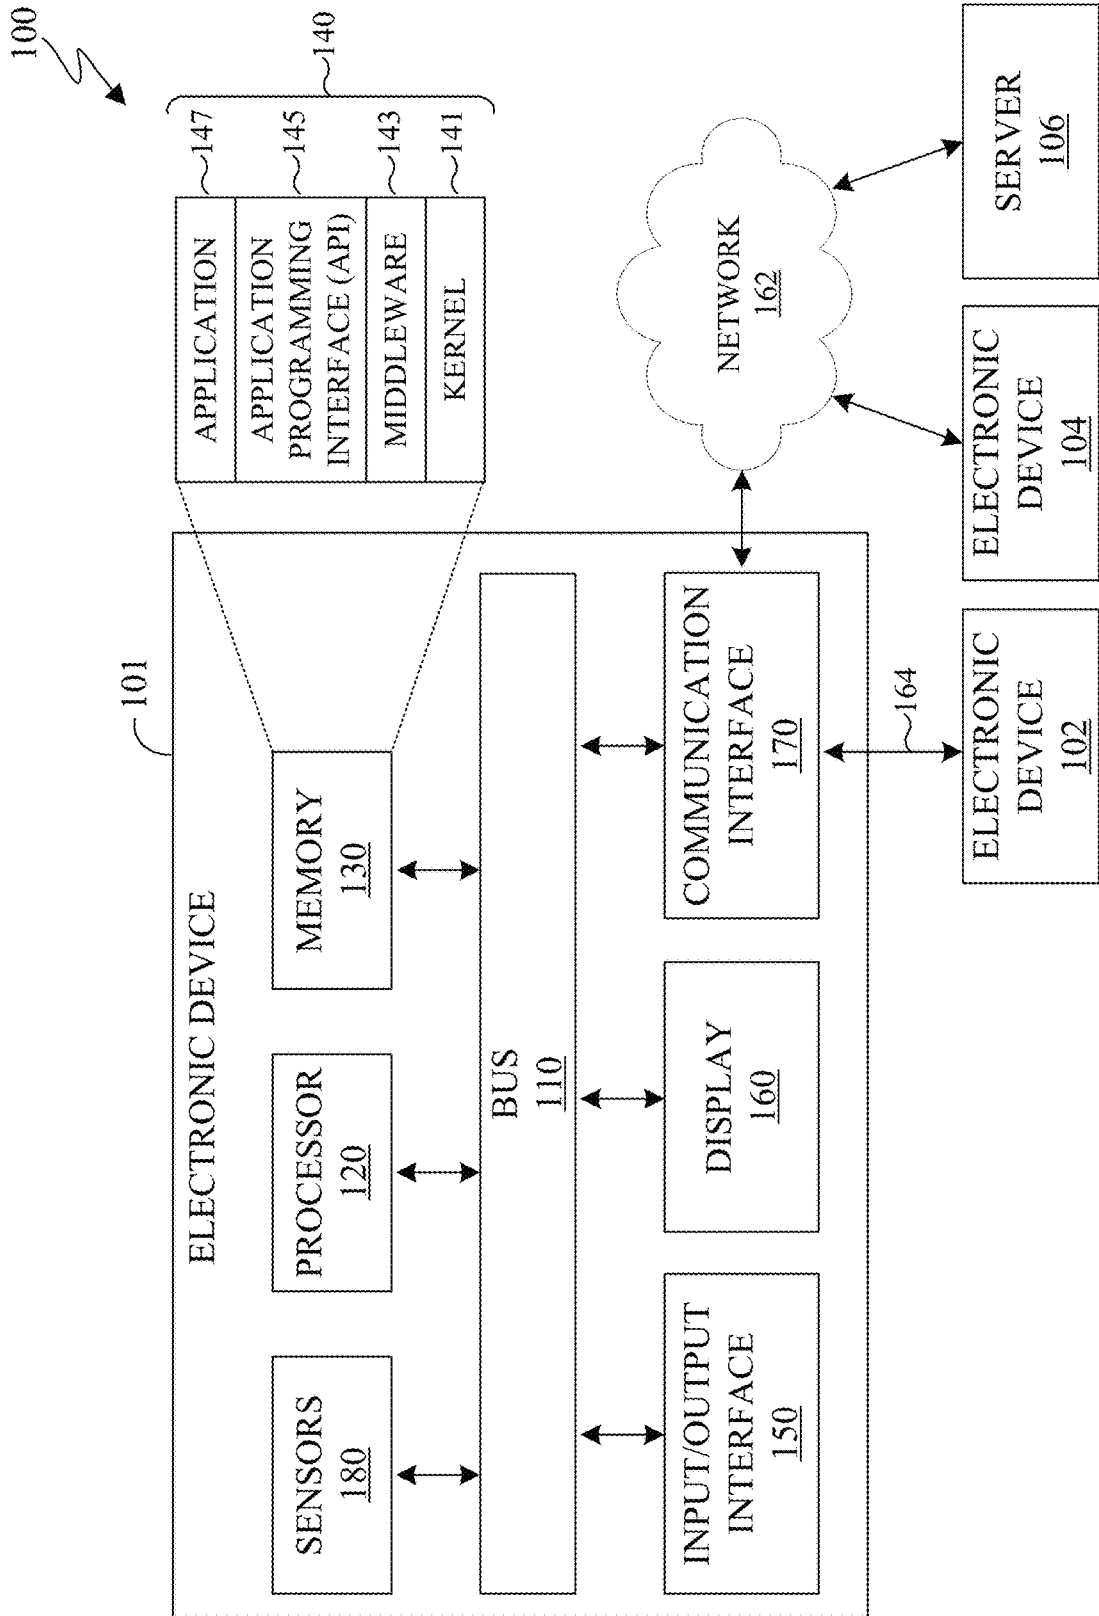 100
101
ELECTRONIC DEVICE
SENSORS
180
PROCESSOR
120
MEMORY
130
APPLICATION
147
APPLICATION
PROGRAMMING
INTERFACE (API)
145
MIDDLEWARE
143
KERNEL
141
140
BUS
110
INPUT/OUTPUT
INTERFACE
150
DISPLAY
160
COMMUNICATION
INTERFACE
170
NETWORK
162
164
ELECTRONIC
DEVICE
102
ELECTRONIC
DEVICE
104
SERVER
106